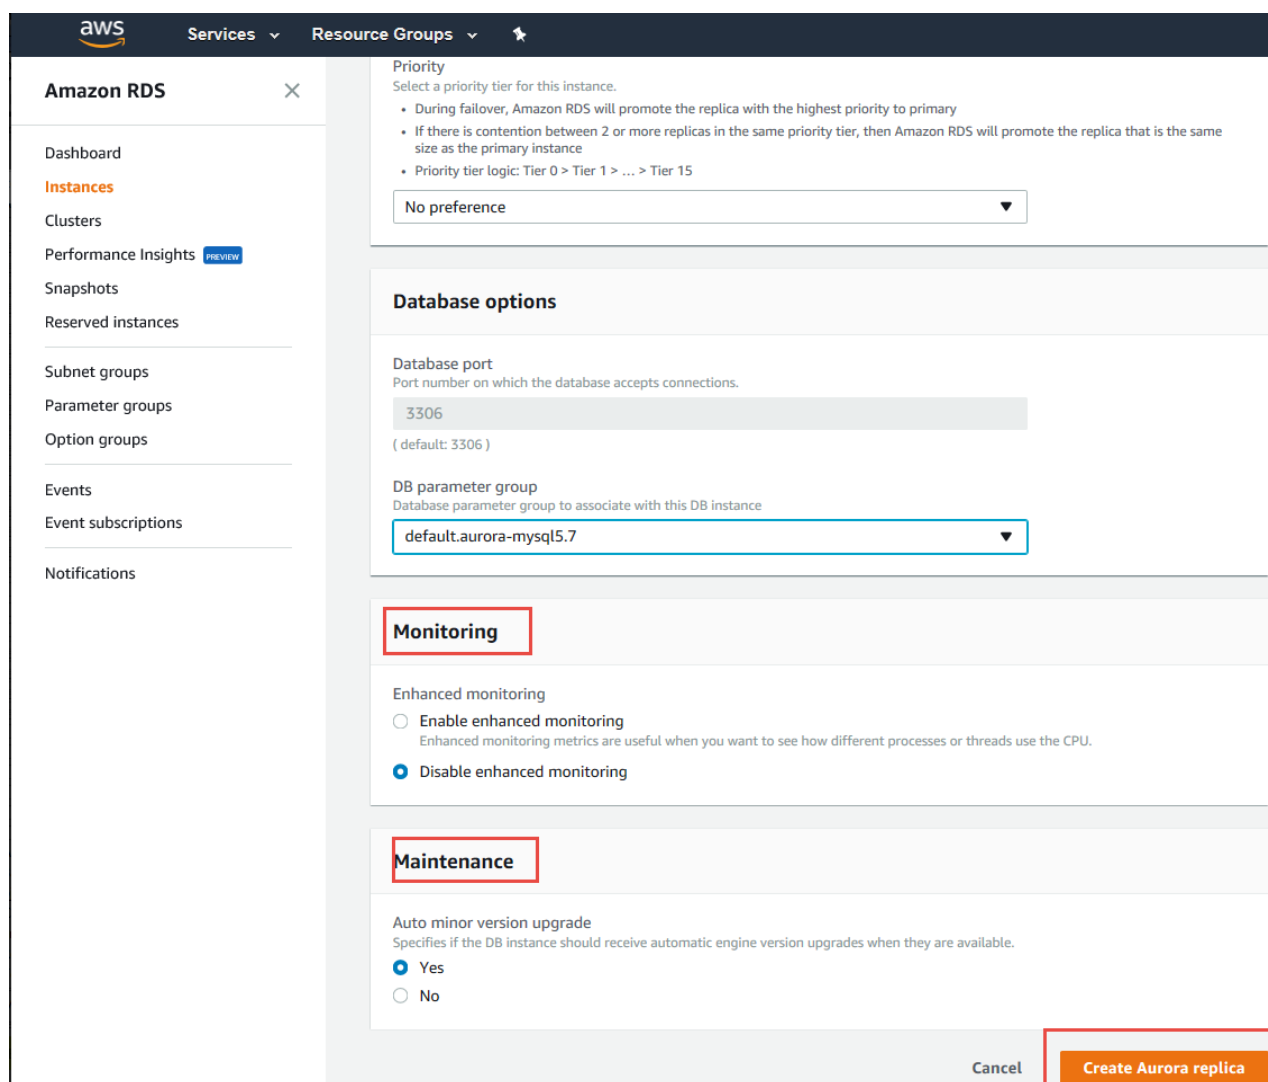 aws
Services
Resource Groups
Amazon RDS
Dashboard
Instances
Clusters
Performance Insights PREVIEW
Snapshots
Reserved instances
Subnet groups
Parameter groups
Option groups
Events
Event subscriptions
Notifications
Priority
Select a priority tier for this instance.
• During failover, Amazon RDS will promote the replica with the highest priority to primary
• If there is contention between 2 or more replicas in the same priority tier, then Amazon RDS will promote the replica that is the same
size as the primary instance
• Priority tier logic: Tier 0 > Tier 1 > ... > Tier 15
No preference
Database options
Database port
Port number on which the database accepts connections.
3306
( default: 3306 )
DB parameter group
Database parameter group to associate with this DB instance
default.aurora-mysql5.7
Monitoring
Enhanced monitoring
Enable enhanced monitoring
Enhanced monitoring metrics are useful when you want to see how different processes or threads use the CPU.
Disable enhanced monitoring
Maintenance
Auto minor version upgrade
Specifies if the DB instance should receive automatic engine version upgrades when they are available.
Yes
No
Cancel
Create Aurora replica